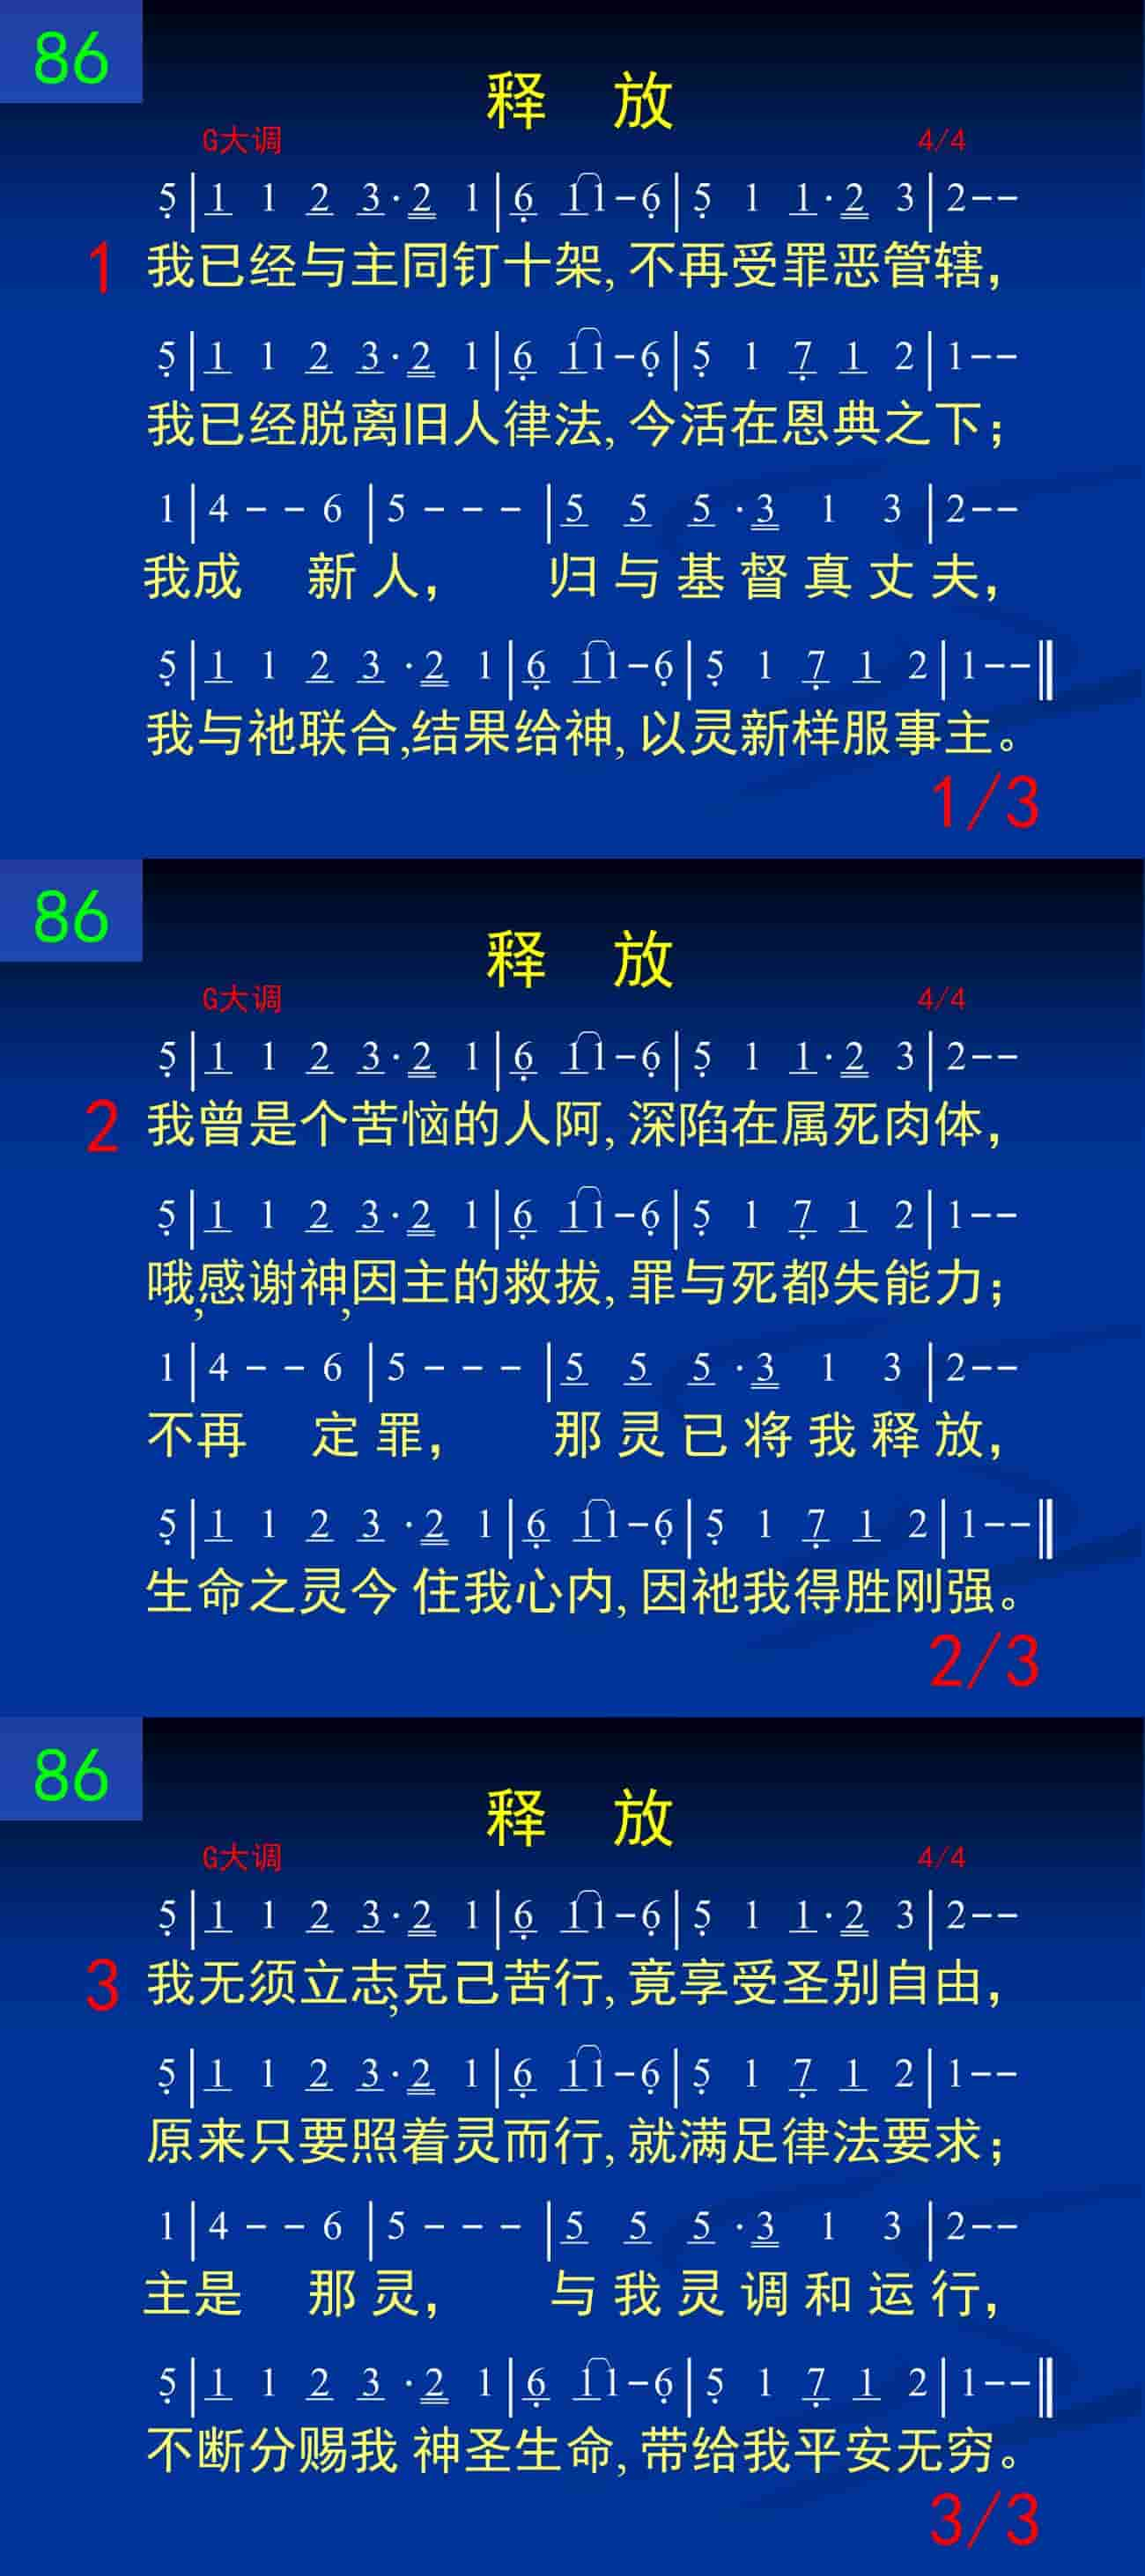 86
释 放
G大调 4/4
5̣|1 1 2 3·2 1|6̣ 11-6̣|5̣ 1 1·2 3|2--
1 我已经与主同钉十架,不再受罪恶管辖,
5̣|1 1 2 3·2 1|6̣ 11-6̣|5̣ 1 7̣ 1 2|1--
我已经脱离旧人律法,今活在恩典之下;
1|4 - - 6|5 - - -|5 5 5·3 1 3|2--
我成 新人, 归与基督真丈夫,
5̣|1 1 2 3·2 1|6̣ 11-6̣|5̣ 1 7̣ 1 2|1--‖
我与祂联合,结果给神,以灵新样服事主。
1/3
86
释 放
G大调 4/4
5̣|1 1 2 3·2 1|6̣ 11-6̣|5̣ 1 1·2 3|2--
2 我曾是个苦恼的人阿,深陷在属死肉体,
5̣|1 1 2 3·2 1|6̣ 11-6̣|5̣ 1 7̣ 1 2|1--
哦,感谢神,因主的救拔,罪与死都失能力;
1|4 - - 6|5 - - -|5 5 5·3 1 3|2--
不再 定罪, 那灵已将我释放,
5̣|1 1 2 3·2 1|6̣ 11-6̣|5̣ 1 7̣ 1 2|1--‖
生命之灵今 住我心内,因祂我得胜刚强。
2/3
86
释 放
G大调 4/4
5̣|1 1 2 3·2 1|6̣ 11-6̣|5̣ 1 1·2 3|2--
3 我无须立志,克己苦行,竟享受圣别自由,
5̣|1 1 2 3·2 1|6̣ 11-6̣|5̣ 1 7̣ 1 2|1--
原来只要照着灵而行,就满足律法要求;
1|4 - - 6|5 - - -|5 5 5·3 1 3|2--
主是 那灵, 与我灵调和运行,
5̣|1 1 2 3·2 1|6̣ 11-6̣|5̣ 1 7̣ 1 2|1--‖
不断分赐我 神圣生命,带给我平安无穷。
3/3